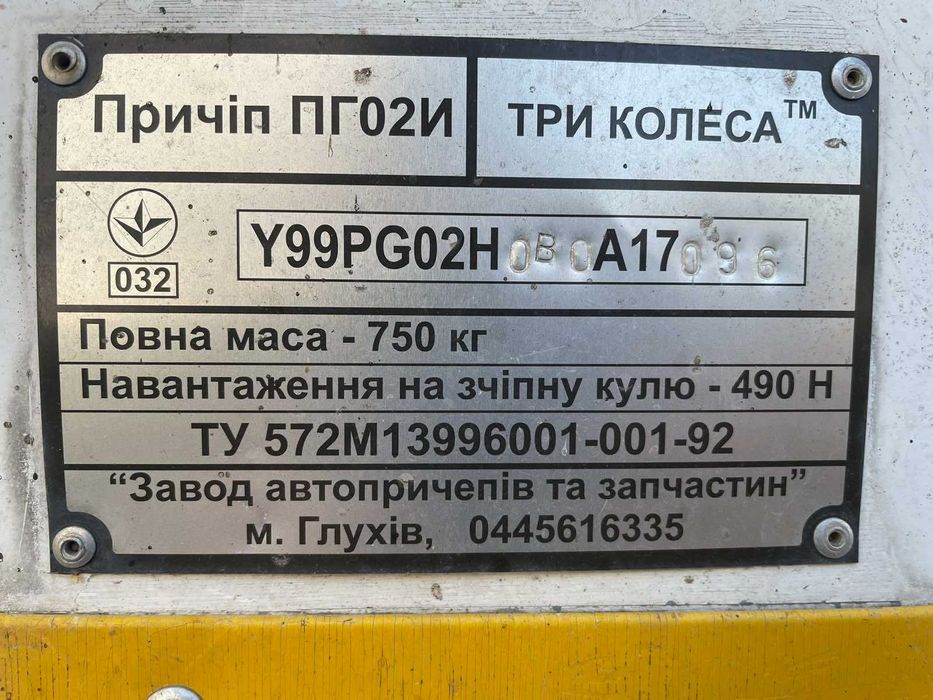 Причіп ПГ02И
ТРИ КОЛЕСА™
032
Y99PG02H0B0A17096
Повна маса - 750 кг
Навантаження на зчіпну кулю - 490 Н
ТУ 572М13996001-001-92
“Завод автопричепів та запчастин”
м. Глухів, 0445616335